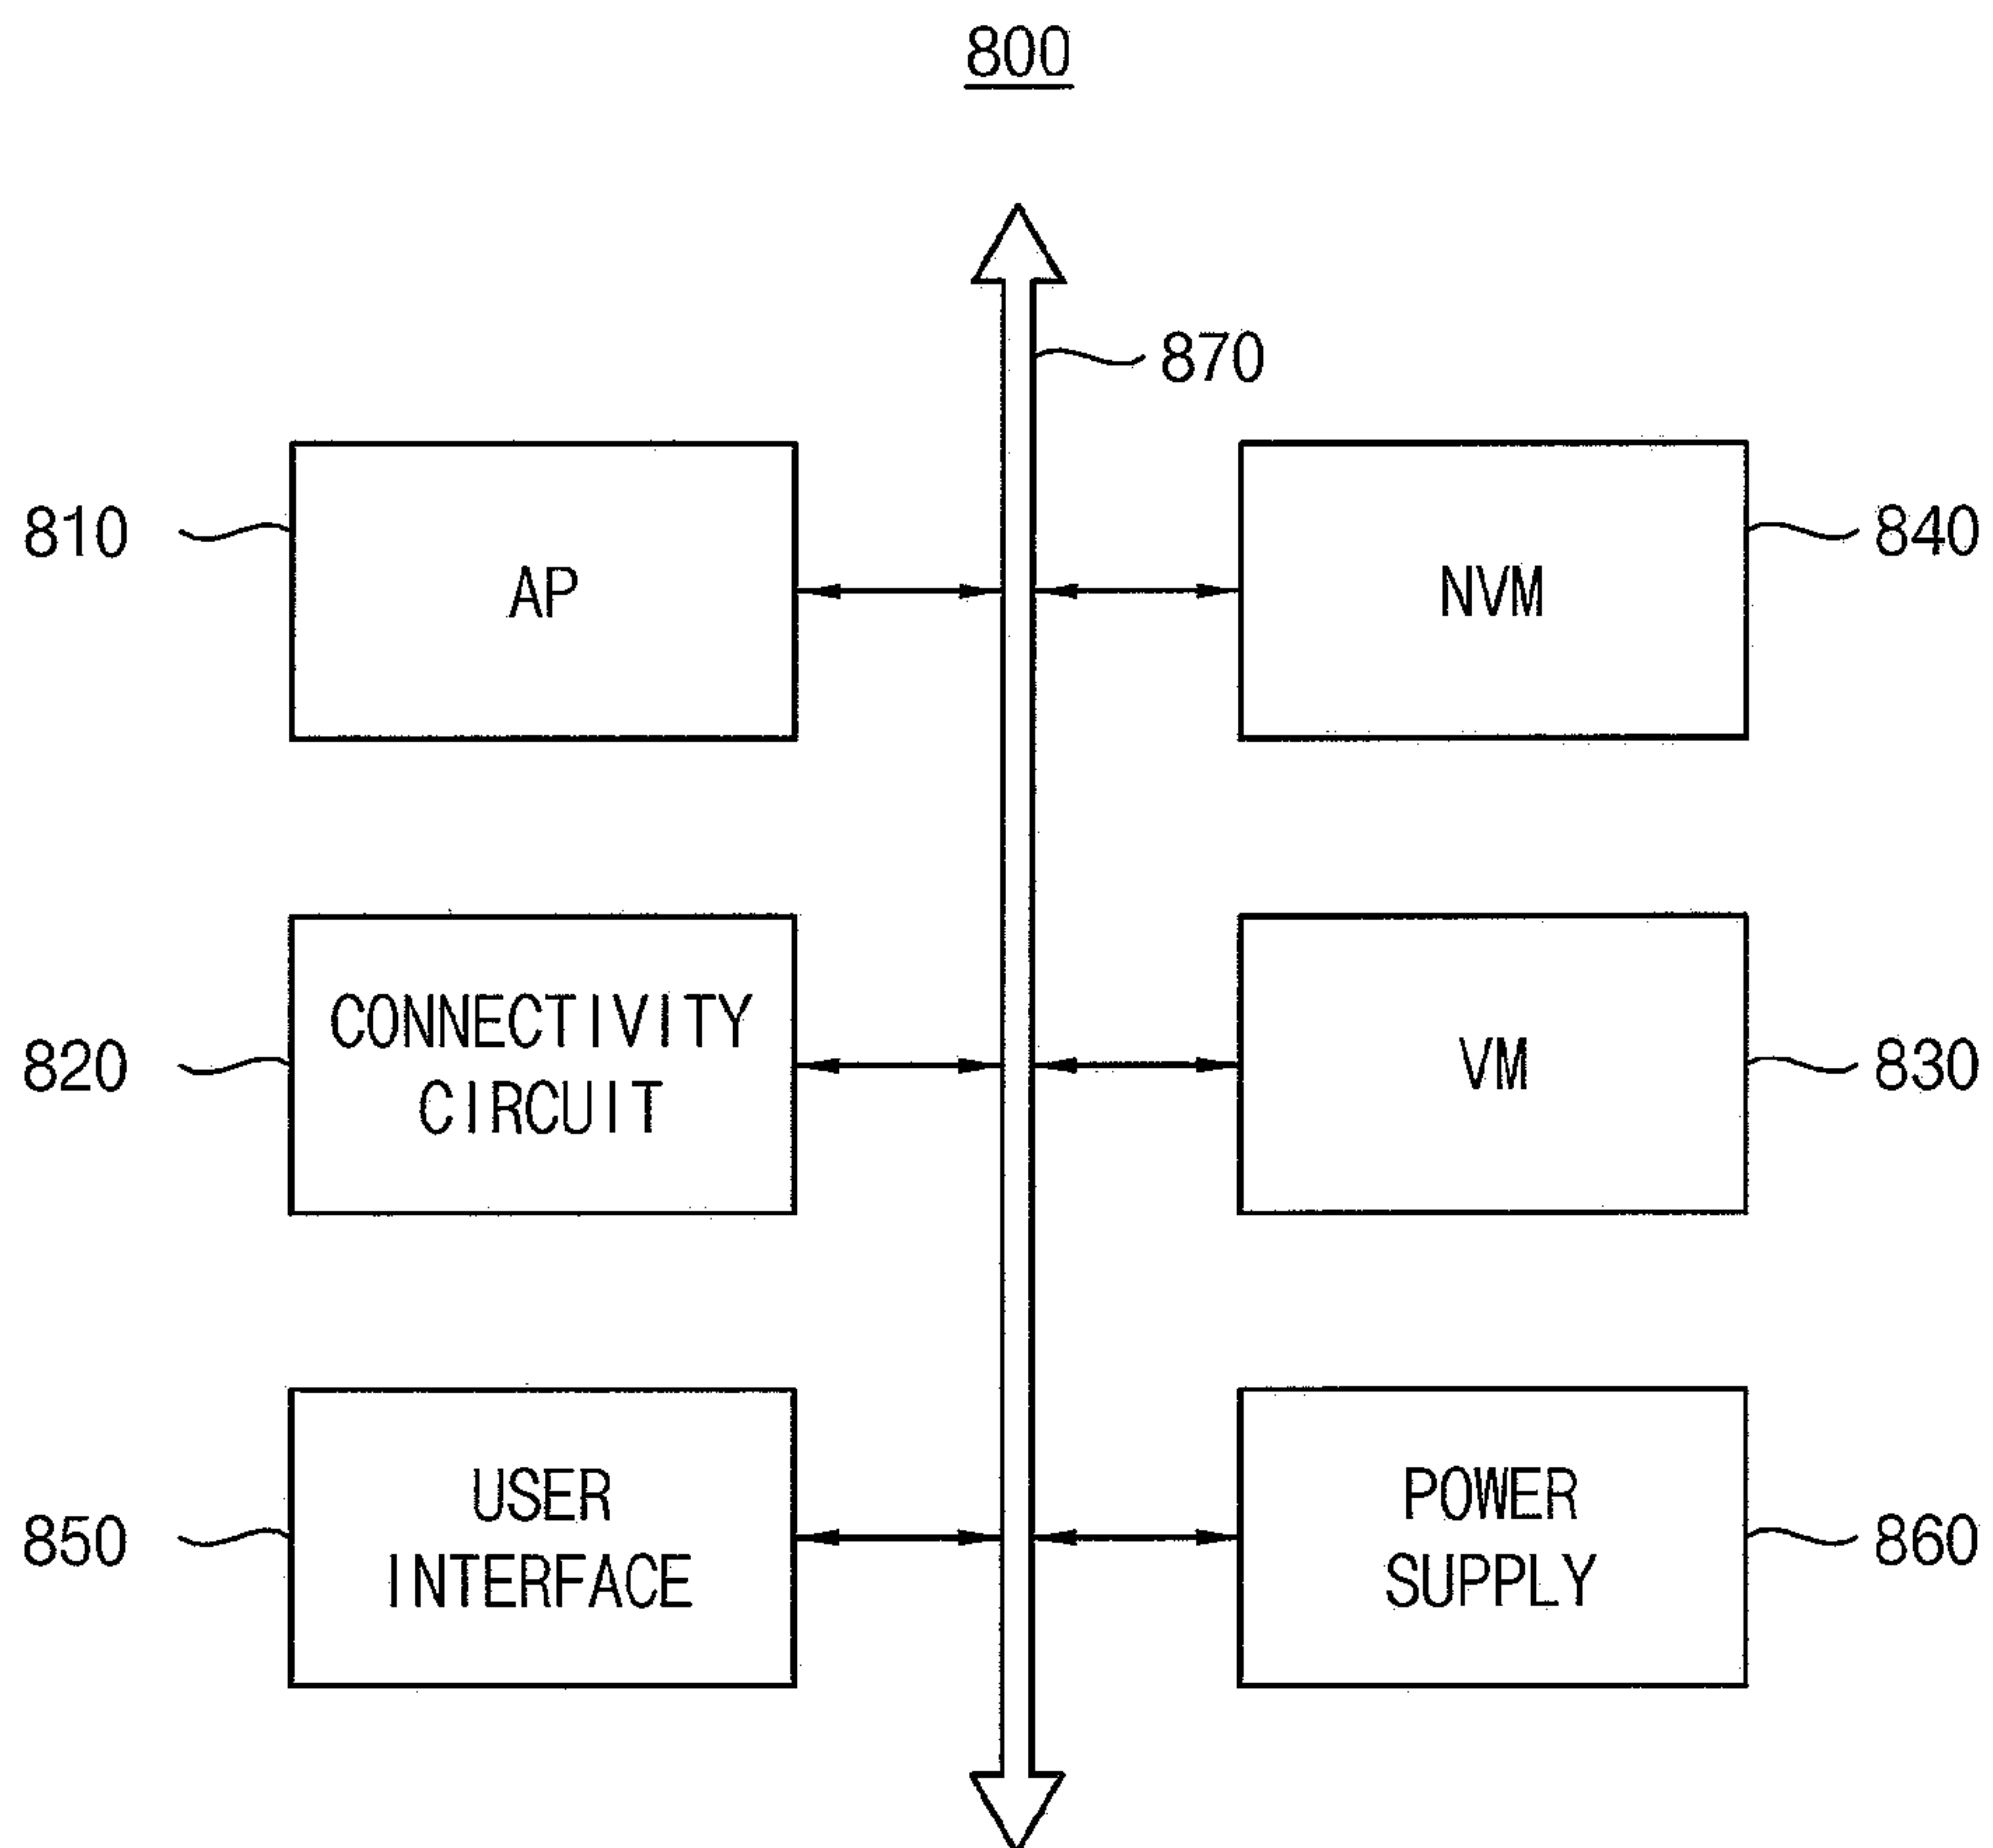 800
870
810
AP
NVM
840
820
CONNECTIVITY
CIRCUIT
VM
830
850
USER
INTERFACE
POWER
SUPPLY
860